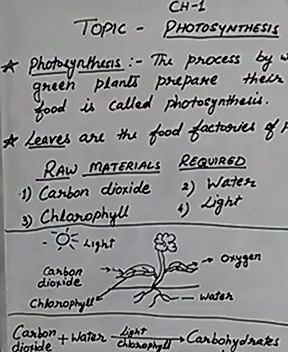 CH-1
TOPIC - PHOTOSYNTHESIS
★ Photosynthesis :- The process by
green plants prepare their
food is called photosynthesis.
★ Leaves are the food factories of
RAW MATERIALS REQUIRED
1) Carbon dioxide 2) Water
3) Chlorophyll 4) Light
- Light
Oxygen
Carbon
dioxide
Chlorophyll
Water
Carbon
dioxide + Water Light Chlorophyll → Carbohydrates